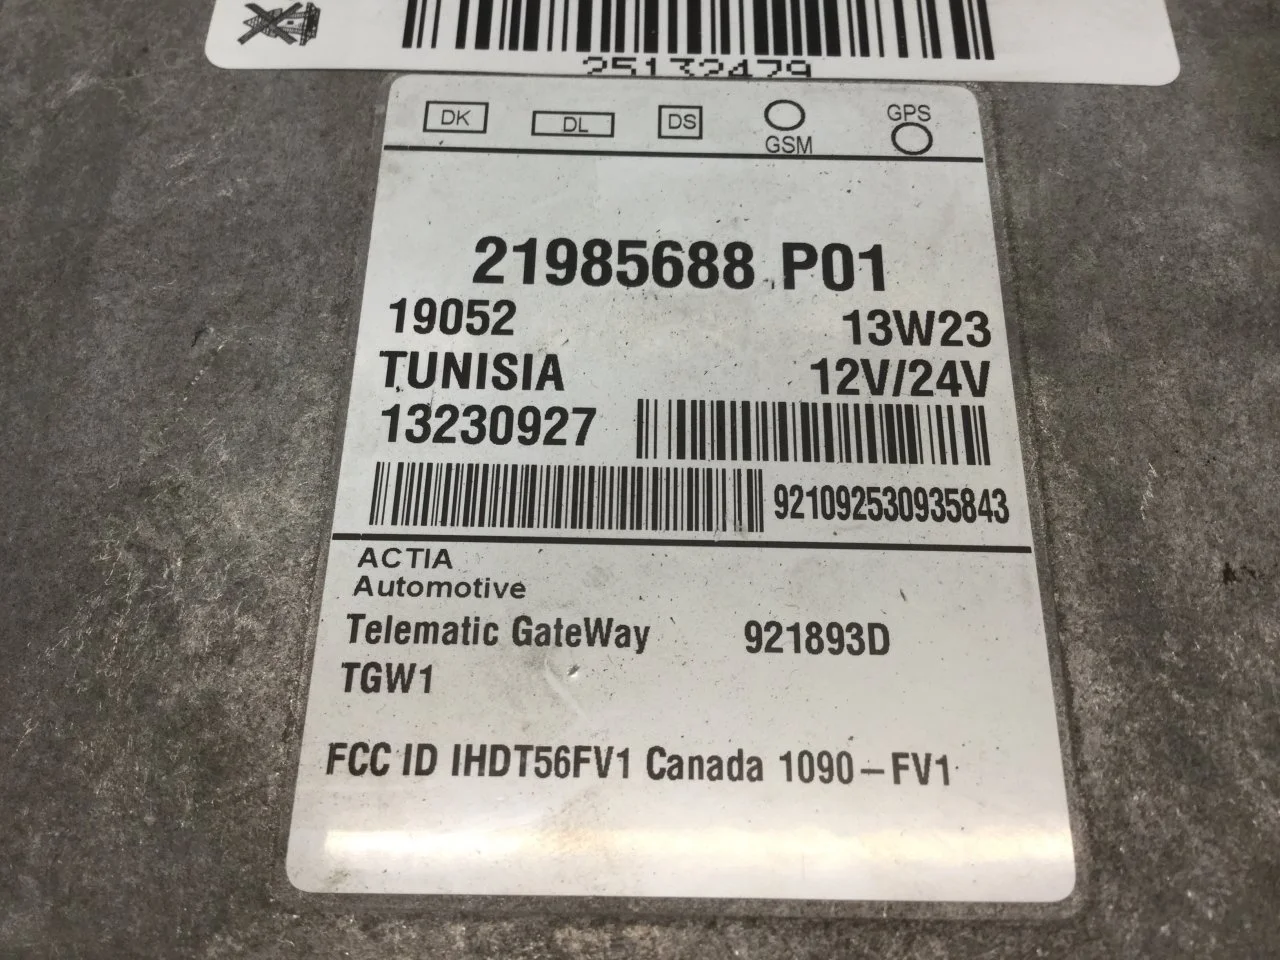 25132479
DK DL DS GSM GPS
21985688 P01
19052 13W23
TUNISIA 12V/24V
13230927
921092530935843
ACTIA
Automotive
Telematic GateWay 921893D
TGW1
FCC ID IHDT56FV1 Canada 1090-FV1